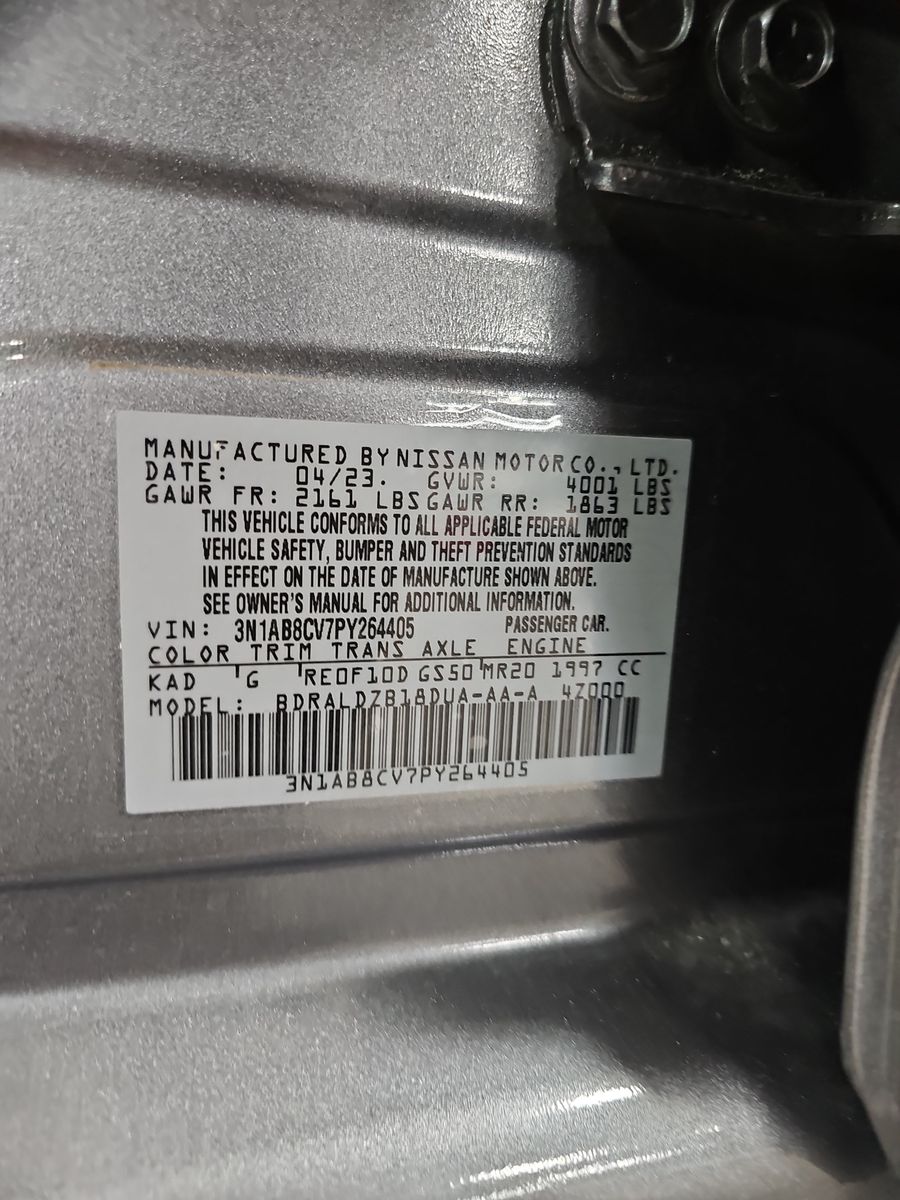 MANUFACTURED BY NISSAN MOTOR CO., LTD.
DATE: 04/23. GVWR: 4001 LBS
GAWR FR: 2161 LBS GAWR RR: 1863 LBS
THIS VEHICLE CONFORMS TO ALL APPLICABLE FEDERAL MOTOR
VEHICLE SAFETY, BUMPER AND THEFT PREVENTION STANDARDS
IN EFFECT ON THE DATE OF MANUFACTURE SHOWN ABOVE.
SEE OWNER'S MANUAL FOR ADDITIONAL INFORMATION.
VIN: 3N1AB8CV7PY264405 PASSENGER CAR.
COLOR TRIM TRANS AXLE ENGINE
KAD G RE0F10D GS50 MR20 1997 CC
MODEL: BDRALDZB18DUA-AA-A 4Z000
3N1AB8CV7PY264405